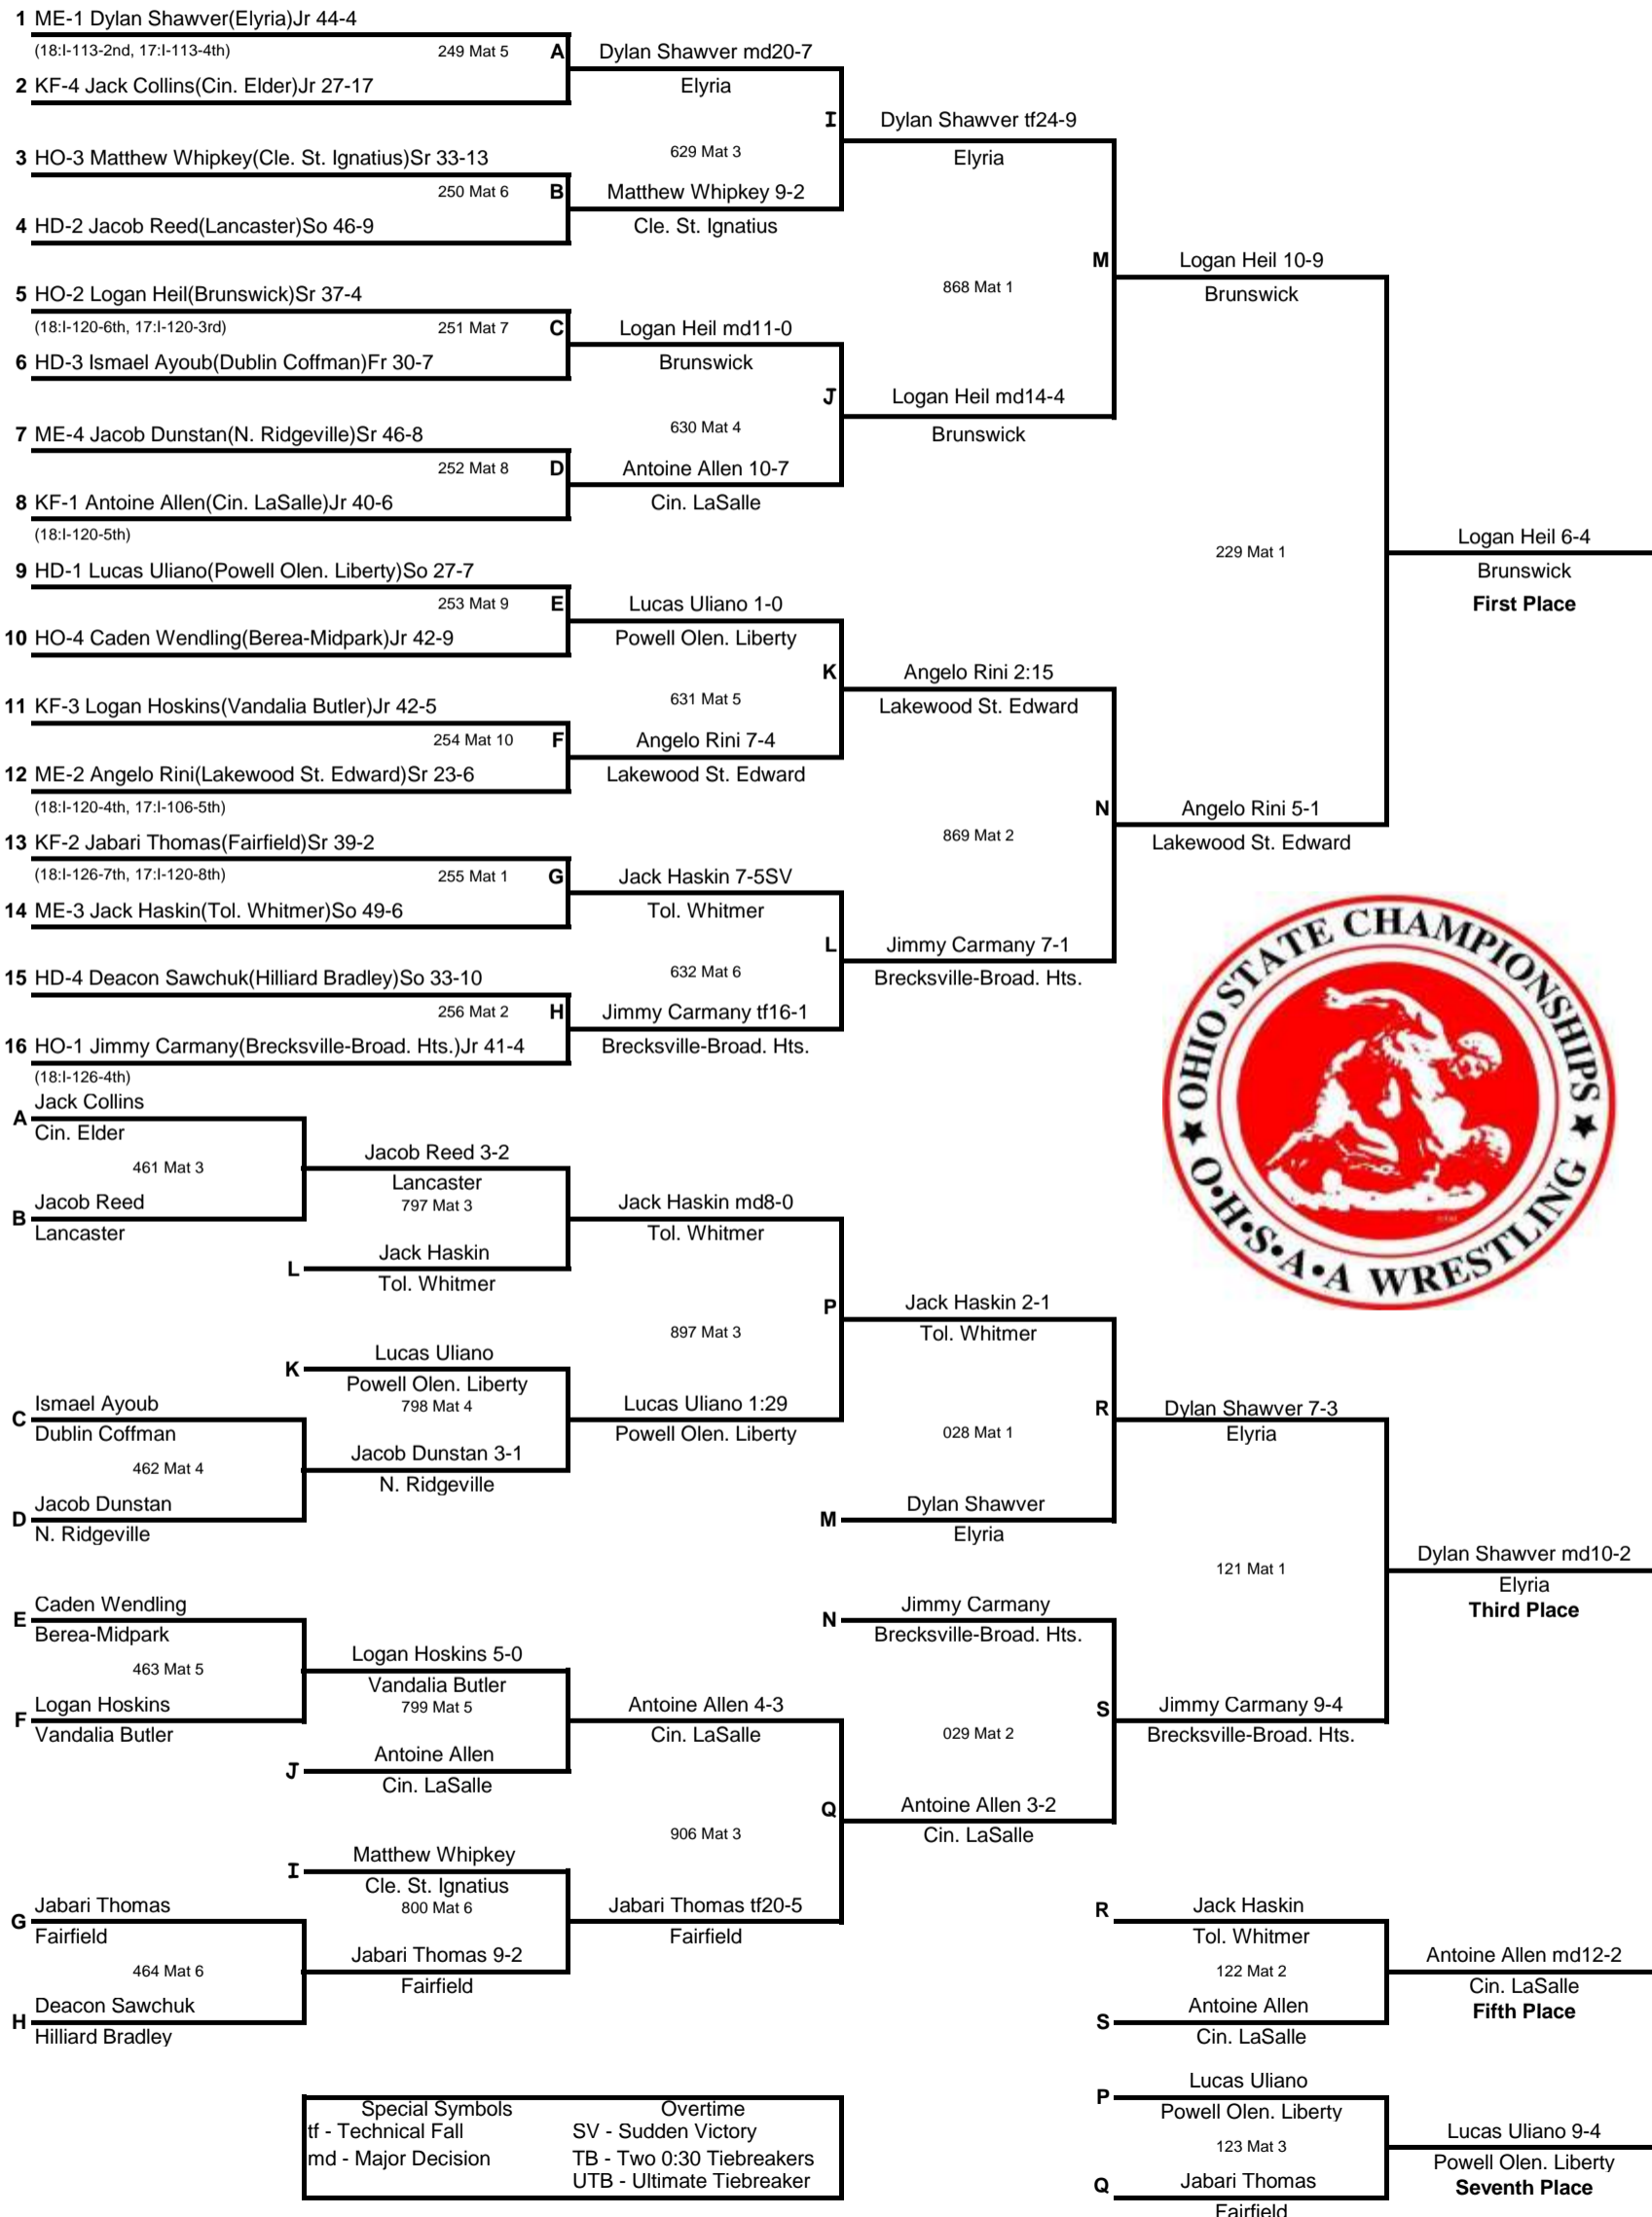 1 ME-1 Dylan Shawver(Elyria)Jr 44-4
(18:I-113-2nd, 17:I-113-4th)
249 Mat 5
A
2 KF-4 Jack Collins(Cin. Elder)Jr 27-17
Dylan Shawver md20-7
Elyria
3 HO-3 Matthew Whipkey(Cle. St. Ignatius)Sr 33-13
250 Mat 6
B
4 HD-2 Jacob Reed(Lancaster)So 46-9
629 Mat 3
I
Matthew Whipkey 9-2
Cle. St. Ignatius
Dylan Shawver tf24-9
Elyria
5 HO-2 Logan Heil(Brunswick)Sr 37-4
(18:I-120-6th, 17:I-120-3rd)
251 Mat 7
C
6 HD-3 Ismael Ayoub(Dublin Coffman)Fr 30-7
Logan Heil md11-0
Brunswick
868 Mat 1
M
Logan Heil 10-9
Brunswick
7 ME-4 Jacob Dunstan(N. Ridgeville)Sr 46-8
252 Mat 8
D
8 KF-1 Antoine Allen(Cin. LaSalle)Jr 40-6
(18:I-120-5th)
630 Mat 4
J
Antoine Allen 10-7
Cin. LaSalle
Logan Heil md14-4
Brunswick
229 Mat 1
Logan Heil 6-4
Brunswick
First Place
9 HD-1 Lucas Uliano(Powell Olen. Liberty)So 27-7
253 Mat 9
E
10 HO-4 Caden Wendling(Berea-Midpark)Jr 42-9
Lucas Uliano 1-0
Powell Olen. Liberty
11 KF-3 Logan Hoskins(Vandalia Butler)Jr 42-5
254 Mat 10
F
12 ME-2 Angelo Rini(Lakewood St. Edward)Sr 23-6
(18:I-120-4th, 17:I-106-5th)
631 Mat 5
K
Angelo Rini 7-4
Lakewood St. Edward
Angelo Rini 2:15
Lakewood St. Edward
13 KF-2 Jabari Thomas(Fairfield)Sr 39-2
(18:I-126-7th, 17:I-120-8th)
255 Mat 1
G
14 ME-3 Jack Haskin(Tol. Whitmer)So 49-6
Jack Haskin 7-5SV
Tol. Whitmer
869 Mat 2
N
Angelo Rini 5-1
Lakewood St. Edward
15 HD-4 Deacon Sawchuk(Hilliard Bradley)So 33-10
256 Mat 2
H
16 HO-1 Jimmy Carmany(Brecksville-Broad. Hts.)Jr 41-4
(18:I-126-4th)
632 Mat 6
L
Jimmy Carmany tf16-1
Brecksville-Broad. Hts.
Jimmy Carmany 7-1
Brecksville-Broad. Hts.
★ OHIO STATE CHAMPIONSHIPS ★
O•H•S•A•A WRESTLING
A
Jack Collins
Cin. Elder
461 Mat 3
B
Jacob Reed
Lancaster
Jacob Reed 3-2
Lancaster
797 Mat 3
L
Jack Haskin
Tol. Whitmer
Jack Haskin md8-0
Tol. Whitmer
897 Mat 3
P
Jack Haskin 2-1
Tol. Whitmer
K
Lucas Uliano
Powell Olen. Liberty
798 Mat 4
C
Ismael Ayoub
Dublin Coffman
462 Mat 4
D
Jacob Dunstan
N. Ridgeville
Jacob Dunstan 3-1
N. Ridgeville
Lucas Uliano 1:29
Powell Olen. Liberty
028 Mat 1
R
M
Dylan Shawver
Elyria
Dylan Shawver 7-3
Elyria
121 Mat 1
Dylan Shawver md10-2
Elyria
Third Place
E
Caden Wendling
Berea-Midpark
463 Mat 5
F
Logan Hoskins
Vandalia Butler
Logan Hoskins 5-0
Vandalia Butler
799 Mat 5
J
Antoine Allen
Cin. LaSalle
Antoine Allen 4-3
Cin. LaSalle
N
Jimmy Carmany
Brecksville-Broad. Hts.
029 Mat 2
S
Jimmy Carmany 9-4
Brecksville-Broad. Hts.
906 Mat 3
Q
Antoine Allen 3-2
Cin. LaSalle
I
Matthew Whipkey
Cle. St. Ignatius
800 Mat 6
G
Jabari Thomas
Fairfield
464 Mat 6
H
Deacon Sawchuk
Hilliard Bradley
Jabari Thomas 9-2
Fairfield
Jabari Thomas tf20-5
Fairfield
R
Jack Haskin
Tol. Whitmer
122 Mat 2
S
Antoine Allen
Cin. LaSalle
Antoine Allen md12-2
Cin. LaSalle
Fifth Place
P
Lucas Uliano
Powell Olen. Liberty
123 Mat 3
Q
Jabari Thomas
Fairfield
Lucas Uliano 9-4
Powell Olen. Liberty
Seventh Place
Special Symbols
Overtime
tf - Technical Fall
SV - Sudden Victory
md - Major Decision
TB - Two 0:30 Tiebreakers
UTB - Ultimate Tiebreaker